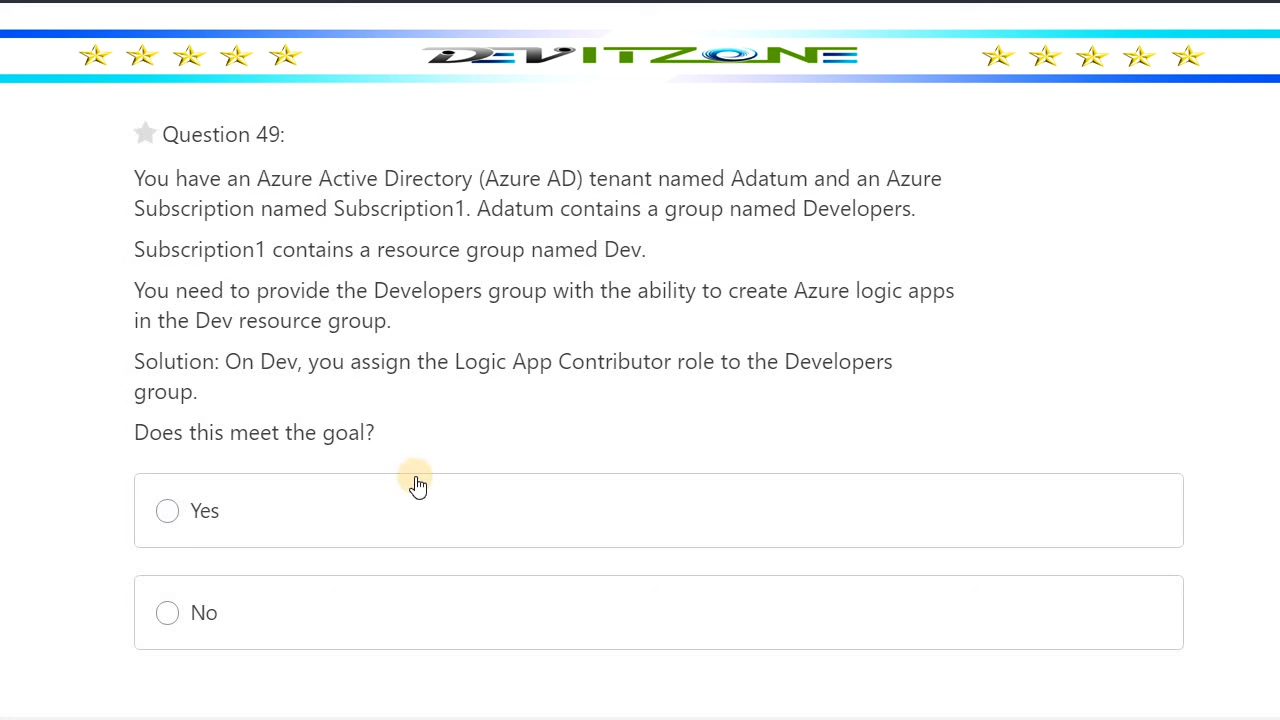 DEVITZONE
Question 49:
You have an Azure Active Directory (Azure AD) tenant named Adatum and an Azure
Subscription named Subscription1. Adatum contains a group named Developers.
Subscription1 contains a resource group named Dev.
You need to provide the Developers group with the ability to create Azure logic apps
in the Dev resource group.
Solution: On Dev, you assign the Logic App Contributor role to the Developers
group.
Does this meet the goal?
Yes
No